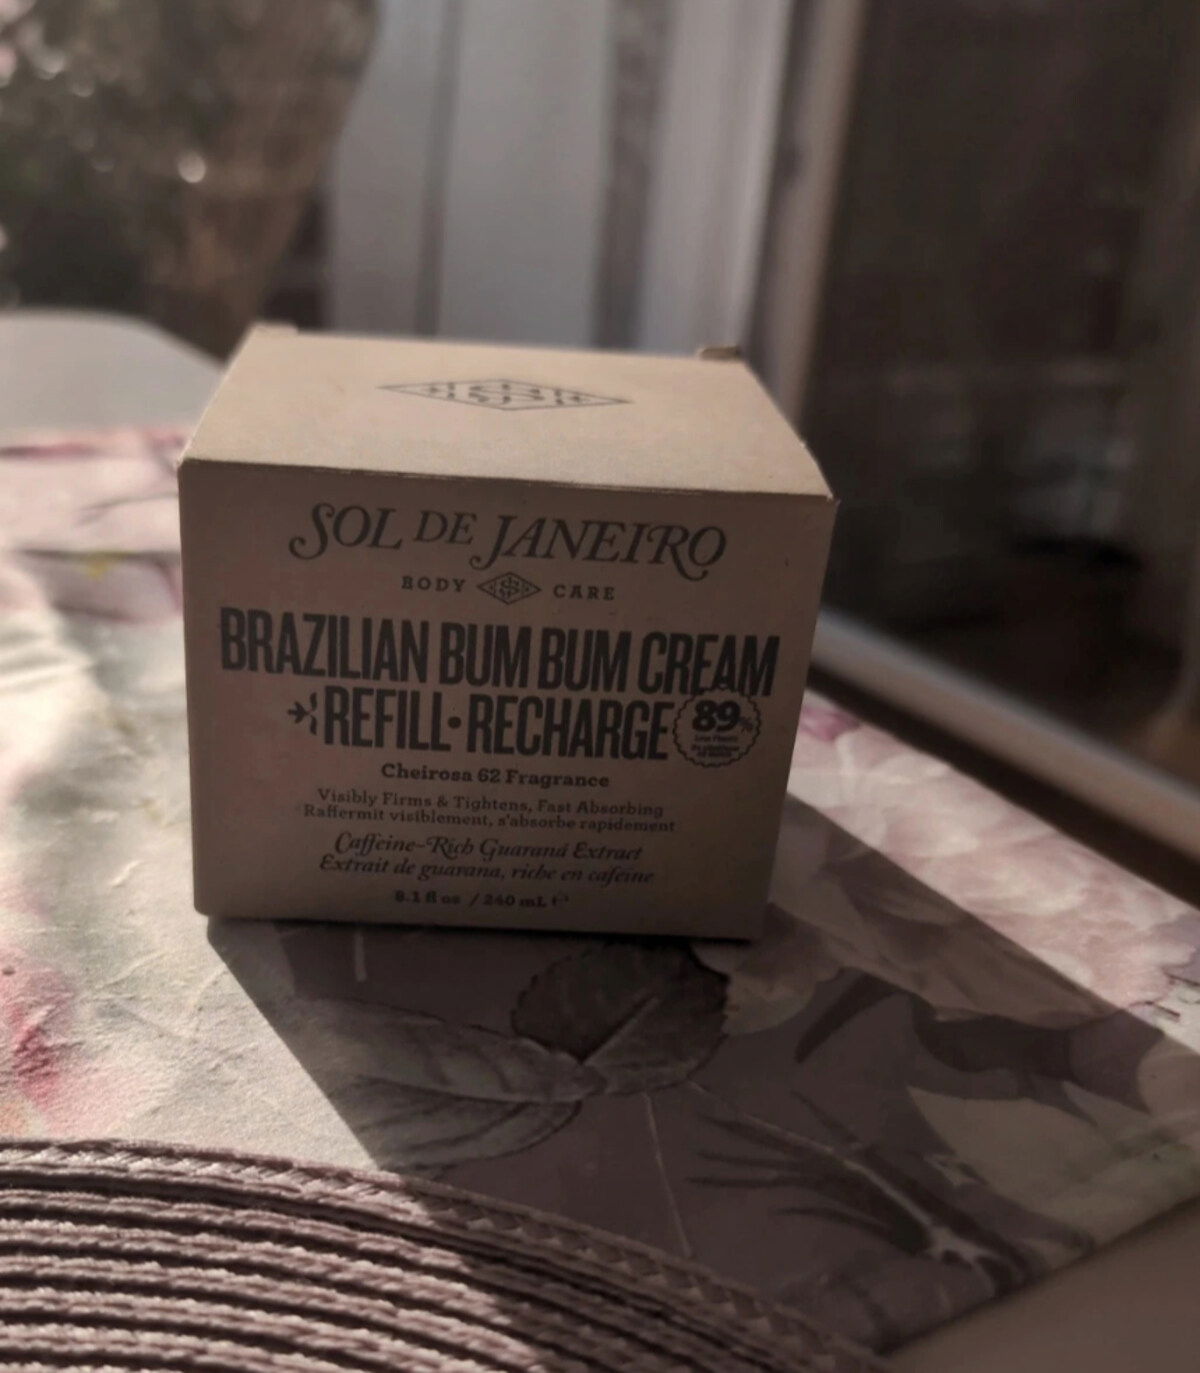 SOL DE JANEIRO
BODY CARE
BRAZILIAN BUM BUM CREAM
REFILL•RECHARGE
89%
Less Plastic
Cheirosa 62 Fragrance
Visibly Firms & Tightens, Fast Absorbing
Raffermit visiblement, s'absorbe rapidement
Caffeine-Rich Guaraná Extract
Extrait de guarana, riche en caféine
8.1 fl oz / 240 mL ℮